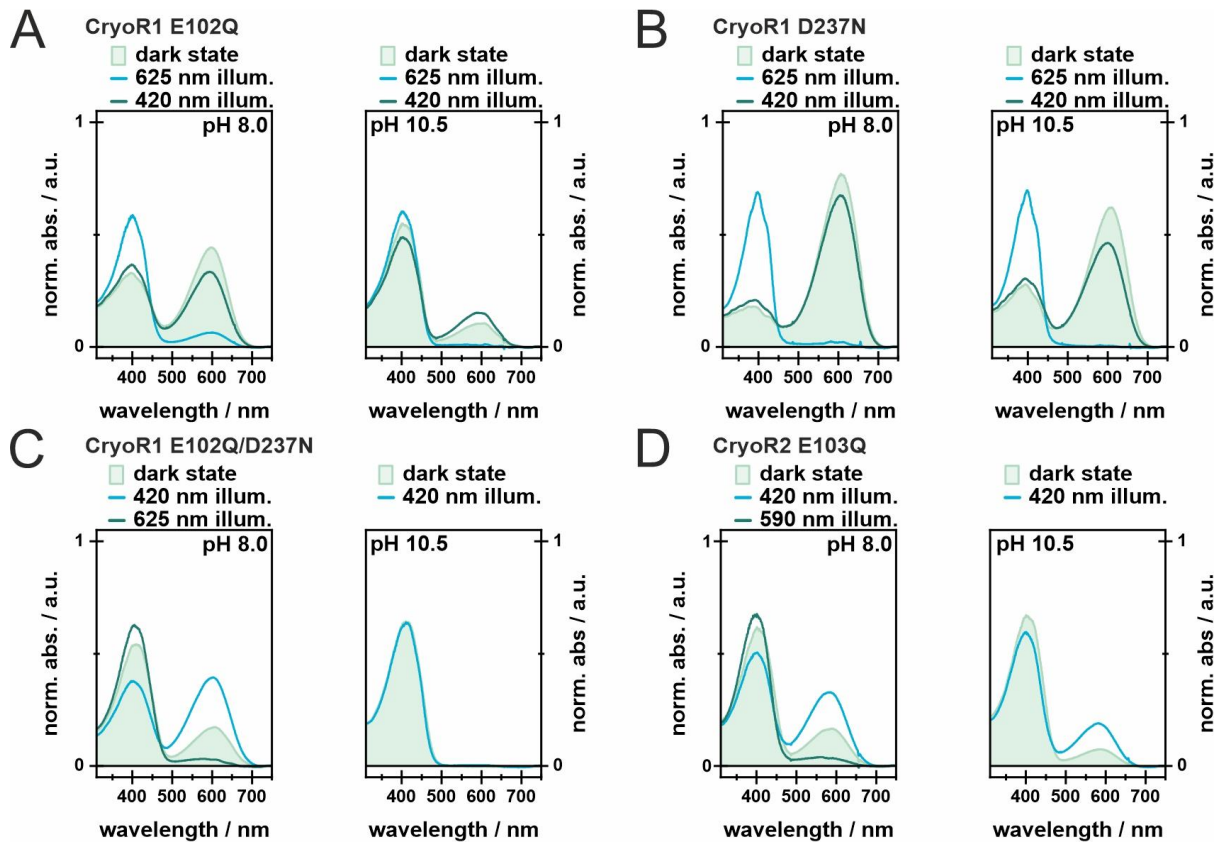 A
CryoR1 E102Q
dark state
625 nm illum.
420 nm illum.
dark state
625 nm illum.
420 nm illum.
pH 8.0
pH 10.5
1
0
norm. abs. / a.u.
400 500 600 700
wavelength / nm
400 500 600 700
wavelength / nm
1
0
norm. abs. / a.u.
B
CryoR1 D237N
dark state
625 nm illum.
420 nm illum.
dark state
625 nm illum.
420 nm illum.
pH 8.0
pH 10.5
1
0
norm. abs. / a.u.
400 500 600 700
wavelength / nm
400 500 600 700
wavelength / nm
1
0
norm. abs. / a.u.
C
CryoR1 E102Q/D237N
dark state
420 nm illum.
625 nm illum.
dark state
420 nm illum.
pH 8.0
pH 10.5
1
0
norm. abs. / a.u.
400 500 600 700
wavelength / nm
400 500 600 700
wavelength / nm
1
0
norm. abs. / a.u.
D
CryoR2 E103Q
dark state
420 nm illum.
590 nm illum.
dark state
420 nm illum.
pH 8.0
pH 10.5
1
0
norm. abs / a.u.
400 500 600 700
wavelength / nm
400 500 600 700
wavelength / nm
1
0
norm. abs. / a.u.